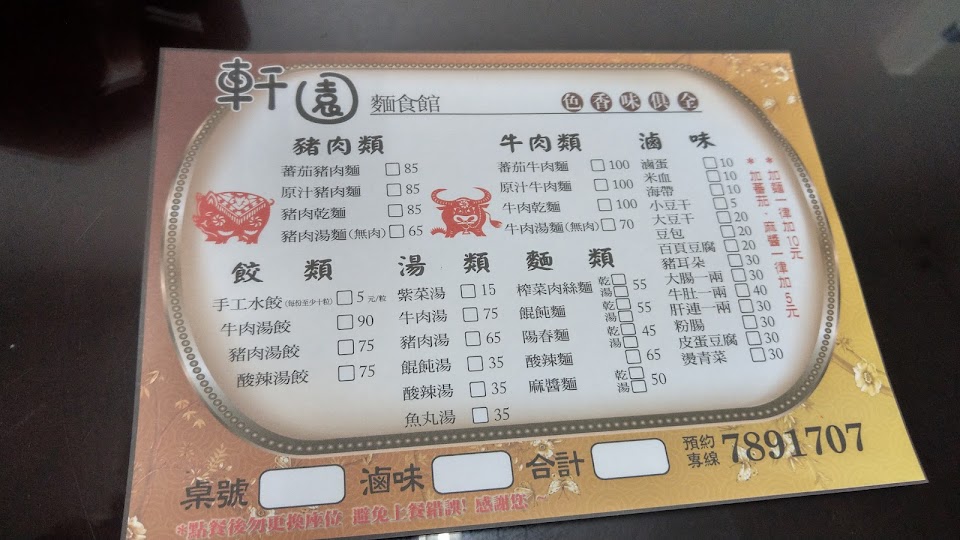 軒園 麵食館
色香味俱全
豬肉類
蕃茄豬肉麵 □ 85
原汁豬肉麵 □ 85
豬肉乾麵 □ 85
豬肉湯麵(無肉) □ 65
牛肉類
蕃茄牛肉麵 □ 100
原汁牛肉麵 □ 100
牛肉乾麵 □ 100
牛肉湯麵(無肉) □ 70
滷味
滷蛋 □ 10
米血 □ 10
海帶 □ 10
小豆干 □ 5
大豆干 □ 20
豆包 □ 20
百頁豆腐 □ 20
豬耳朵 □ 30
大腸一兩 □ 30
牛肚一兩 □ 40
肝連一兩 □ 30
粉腸 □ 30
皮蛋豆腐 □ 30
燙青菜 □ 30
*加麵一律加10元
*加蕃茄.麻醬一律加5元
餃類
手工水餃(每份至少十粒) □ 5元/粒
牛肉湯餃 □ 90
豬肉湯餃 □ 75
酸辣湯餃 □ 75
湯類
紫菜湯 □ 15
牛肉湯 □ 75
豬肉湯 □ 65
餛飩湯 □ 35
酸辣湯 □ 35
魚丸湯 □ 35
麵類
榨菜肉絲麵 乾□ 湯□ 55
餛飩麵 乾□ 湯□ 55
陽春麵 乾□ 湯□ 45
酸辣麵 □ 65
麻醬麵 乾□ 湯□ 50
桌號
滷味
合計
預約專線 7891707
*點餐後勿更換座位 避免上餐錯誤! 感謝您~